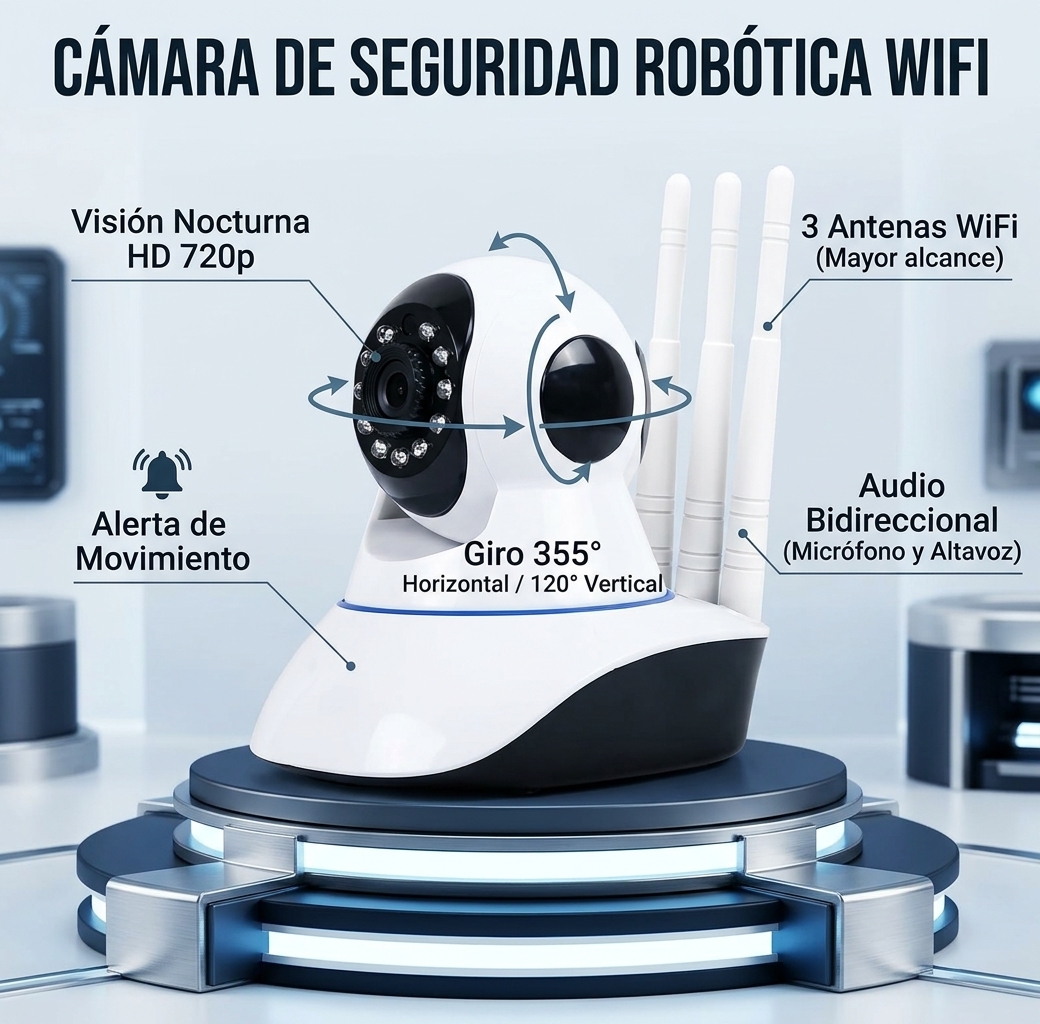 CÁMARA DE SEGURIDAD ROBÓTICA WIFI
Visión Nocturna
HD 720p
3 Antenas WiFi
(Mayor alcance)
Alerta de
Movimiento
Audio
Bidireccional
(Micrófono y Altavoz)
Giro 355°
Horizontal / 120° Vertical